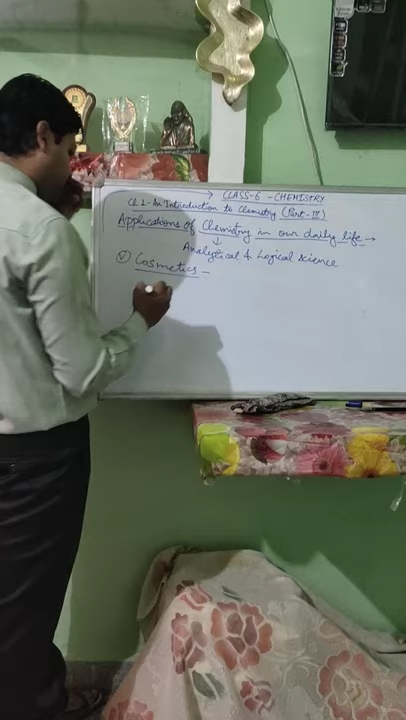 → CLASS-6 - CHEMISTRY
Ch 1- An Introduction to Chemistry (Part-IV)
Applications of Chemistry in our daily life →
↓
Analytical & Logical science
(V) Cosmetics -